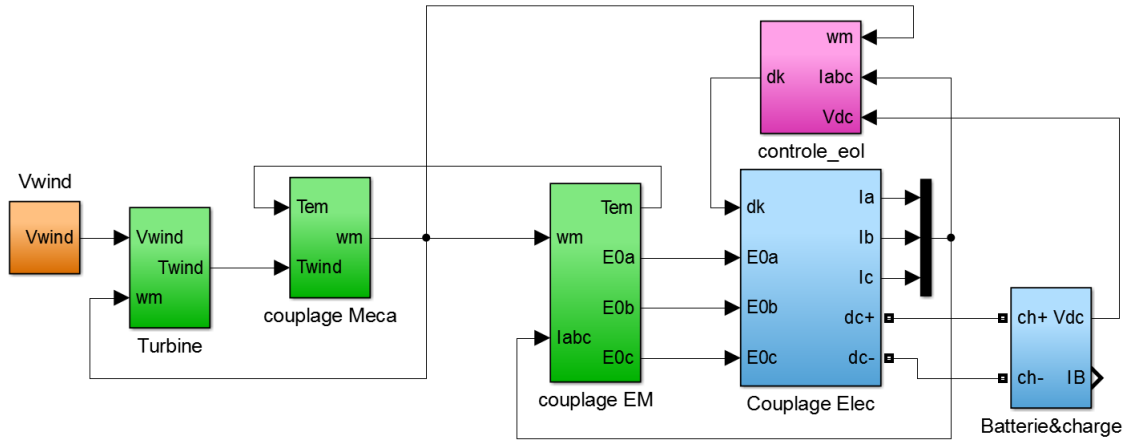 Vwind
Vwind
Vwind
Twind
wm
Turbine
Tem
wm
Twind
couplage Meca
Tem
wm
E0a
E0b
Iabc
E0c
couplage EM
wm
dk
Iabc
Vdc
controle_eol
dk
Ia
Ib
E0a
Ic
E0b
dc+
E0c
dc-
Couplage Elec
ch+
Vdc
ch-
IB
Batterie&charge